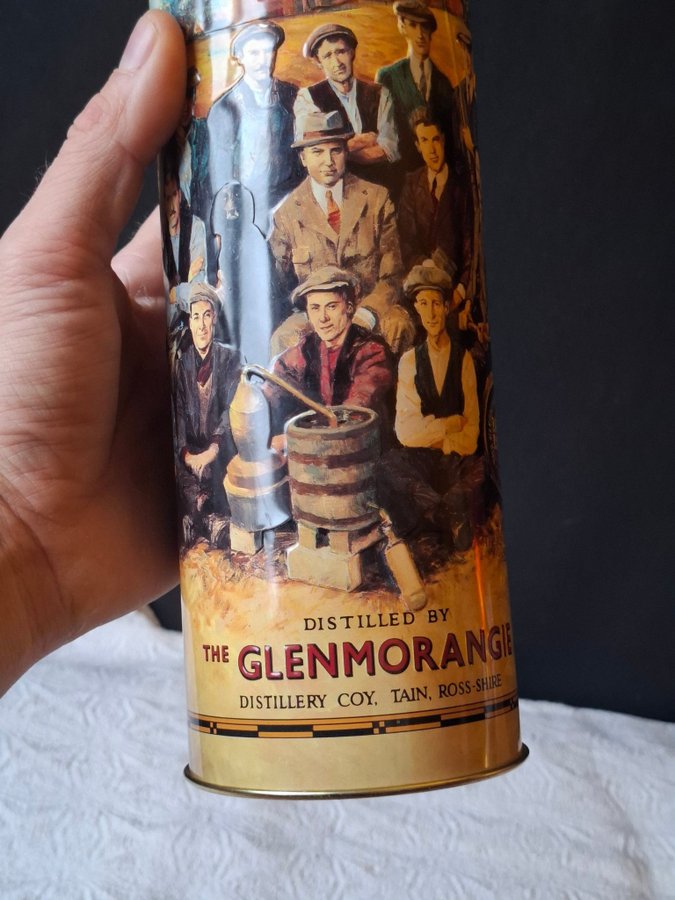 DISTILLED BY
THE GLENMORANGIE
DISTILLERY COY, TAIN, ROSS-SHIRE